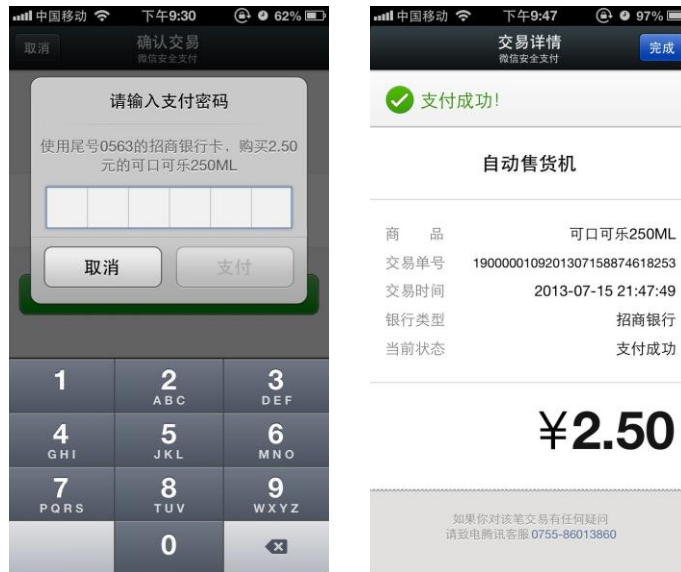 中国移动 下午9:30 62%
取消 确认交易
微信安全支付
请输入支付密码
使用尾号0563的招商银行卡，购买2.50
元的可口可乐250ML
取消 支付
1 2 3
ABC DEF
4 5 6
GHI JKL MNO
7 8 9
PQRS TUV WXYZ
0
中国移动 下午9:47 97%
交易详情 完成
微信安全支付
支付成功!
自动售货机
商品 可口可乐250ML
交易单号 1900000109201307158874618253
交易时间 2013-07-15 21:47:49
银行类型 招商银行
当前状态 支付成功
¥2.50
如果你对该笔交易有任何疑问
请致电腾讯客服 0755-86013860